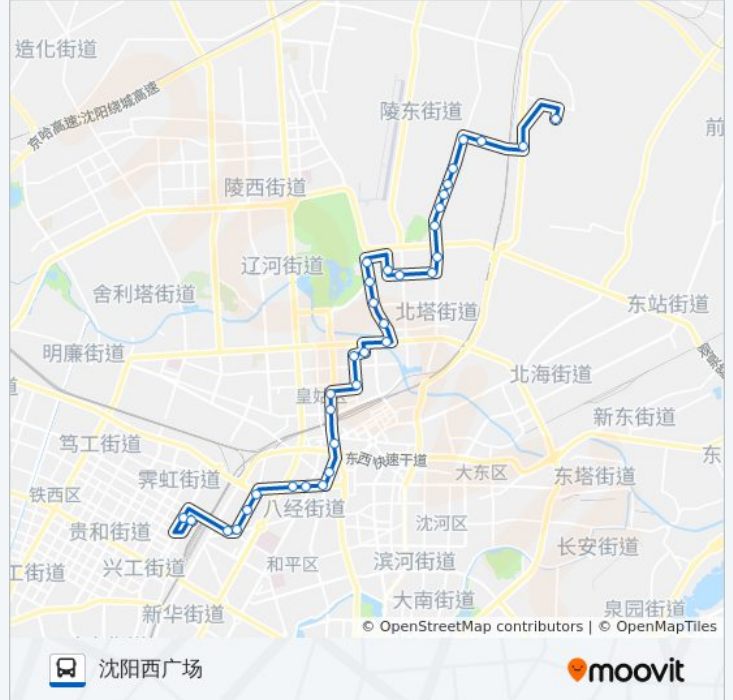 造化街道
京哈高速;沈阳绕城高速
陵东街道
前
陵西街道
辽河街道
舍利塔街道
北塔街道
东站街道
明廉街道
道
北海街道
新东街道
笃工街道
东西快速干道
东
霁虹街道
大东区
东塔街道
铁西区
八经街道
沈河区
贵和街道
长安街道
兴工街道
和平区
滨河街道
工街道
大南街道
新华街道
泉园街道
© OpenStreetMap contributors | © OpenMapTiles
沈阳西广场
moovit